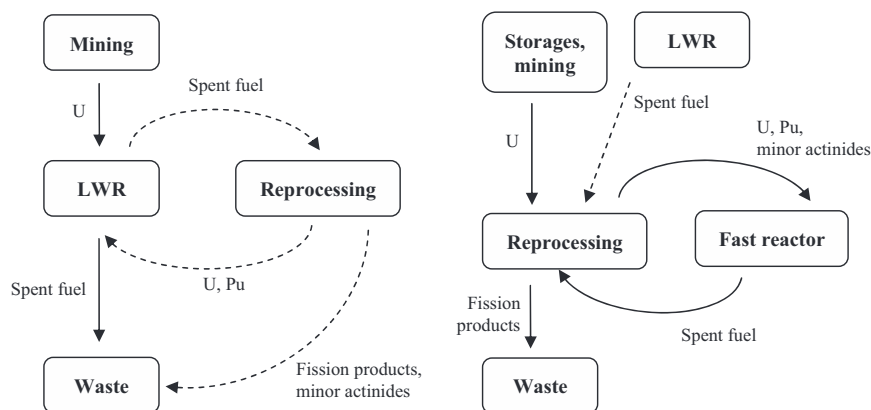 Mining
U
Spent fuel
LWR
Reprocessing
U, Pu
Spent fuel
Fission products,
minor actinides
Waste
Storages,
mining
LWR
Spent fuel
U
U, Pu,
minor actinides
Reprocessing
Fast reactor
Fission
products
Spent fuel
Waste